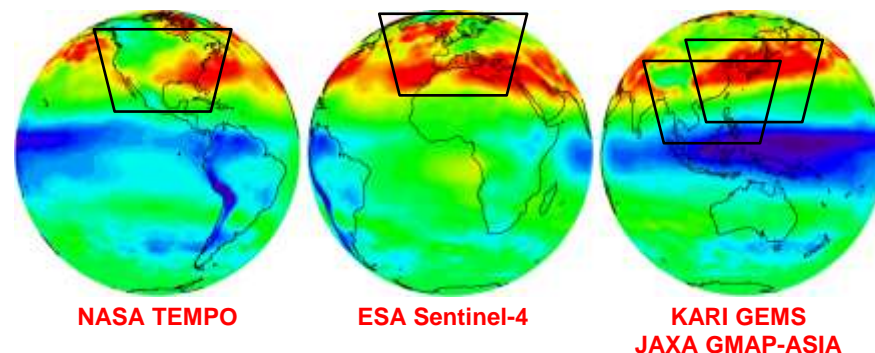 NASA TEMPO
ESA Sentinel-4
KARI GEMS
JAXA GMAP-ASIA